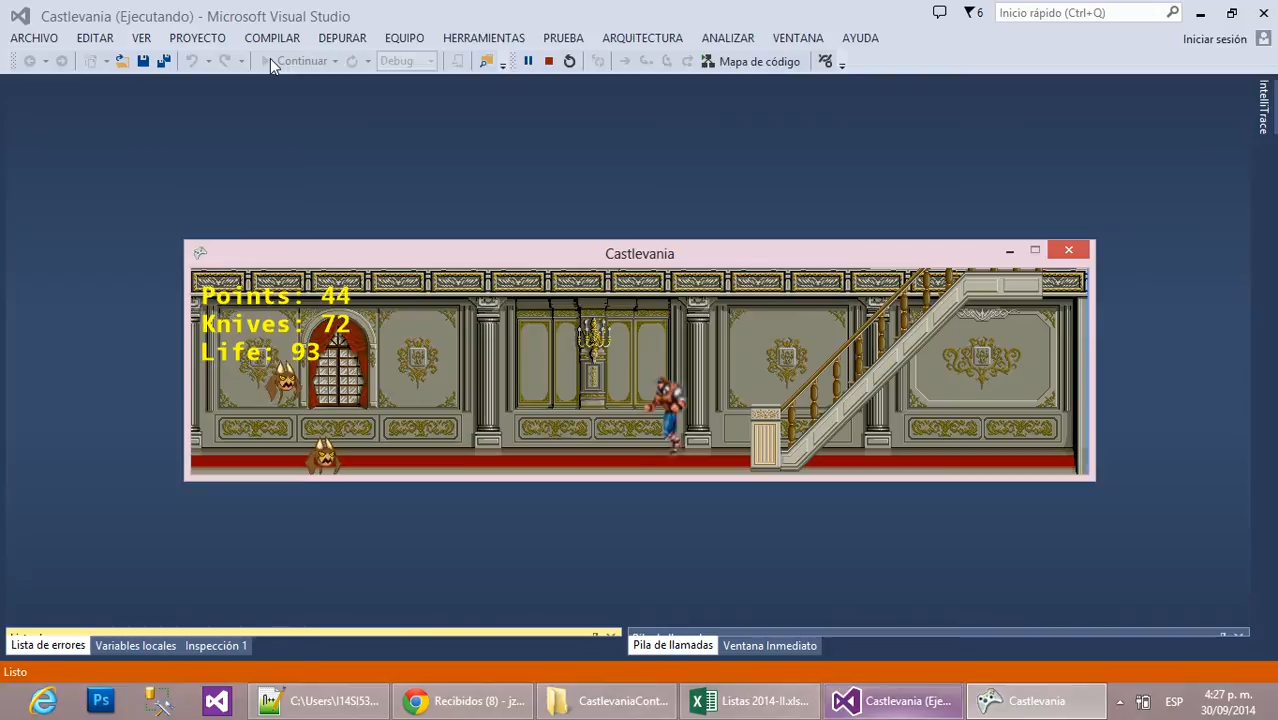 Castlevania (Ejecutando) - Microsoft Visual Studio
6
Inicio rápido (Ctrl+Q)
ARCHIVO EDITAR VER PROYECTO COMPILAR DEPURAR EQUIPO HERRAMIENTAS PRUEBA ARQUITECTURA ANALIZAR VENTANA AYUDA
Iniciar sesión
Continuar
Debug
Mapa de código
IntelliTrace
Castlevania
Points: 44
Knives: 72
Life: 93
Lista de errores Variables locales Inspección 1
Pila de llamadas Ventana Inmediato
Listo
C:\Users\I14SI53...
Recibidos (8) - jz...
CastlevaniaCont...
Listas 2014-II.xls...
Castlevania (Eje...
Castlevania
ESP
4:27 p. m.
30/09/2014